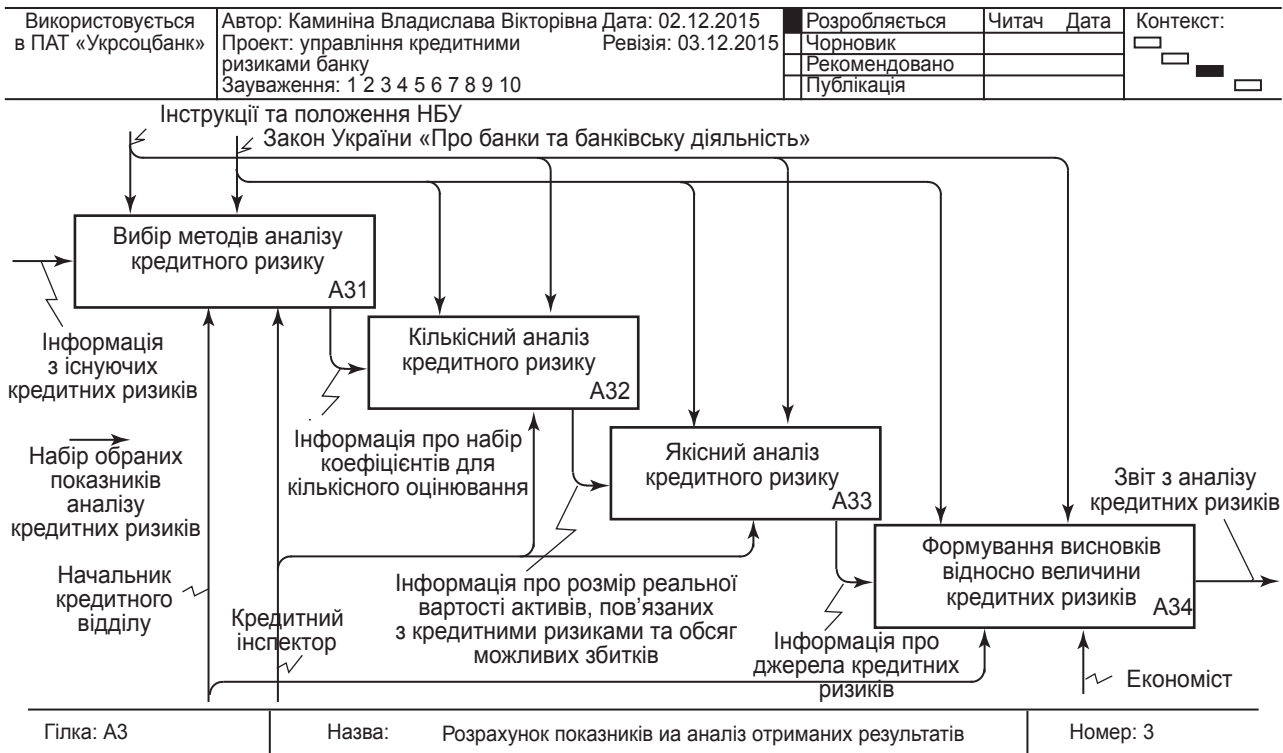 Використовується
в ПАТ «Укрсоцбанк»
Автор: Камініна Владислава Вікторівна Дата: 02.12.2015
Проект: управління кредитними Ревізія: 03.12.2015
ризиками банку
Зауваження: 1 2 3 4 5 6 7 8 9 10
Розробляється
Чорновик
Рекомендовано
Публікація
Читач Дата
Контекст:
Інструкції та положення НБУ
Закон України «Про банки та банківську діяльність»
Вибір методів аналізу
кредитного ризику
А31
Інформація
з існуючих
кредитних ризиків
Кількісний аналіз
кредитного ризику
А32
Набір обраних
показників
аналізу
кредитних ризиків
Інформація про набір
коефіцієнтів для
кількісного оцінювання
Якісний аналіз
кредитного ризику
А33
Звіт з аналізу
кредитних ризиків
Формування висновків
відносно величини
кредитних ризиків
А34
Начальник
кредитного
відділу
Кредитний
інспектор
Інформація про розмір реальної
вартості активів, пов’язаних
з кредитними ризиками та обсяг
можливих збитків
Інформація про
джерела кредитних
ризиків
Економіст
Гілка: А3
Назва: Розрахунок показників иа аналіз отриманих результатів
Номер: 3